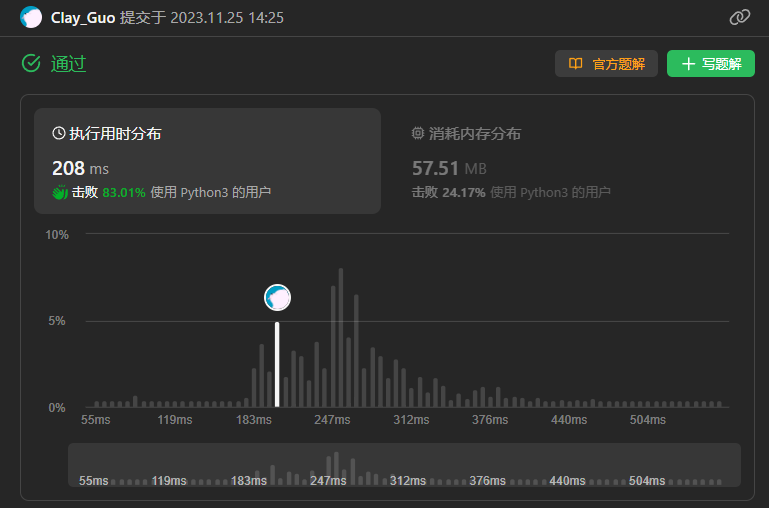 Clay_Guo 提交于 2023.11.25 14:25
通过
官方题解
写题解
执行用时分布
208 ms
击败 83.01% 使用 Python3 的用户
消耗内存分布
57.51 MB
击败 24.17% 使用 Python3 的用户
10%
5%
0%
55ms 119ms 183ms 247ms 312ms 376ms 440ms 504ms
55ms 119ms 183ms 247ms 312ms 376ms 440ms 504ms